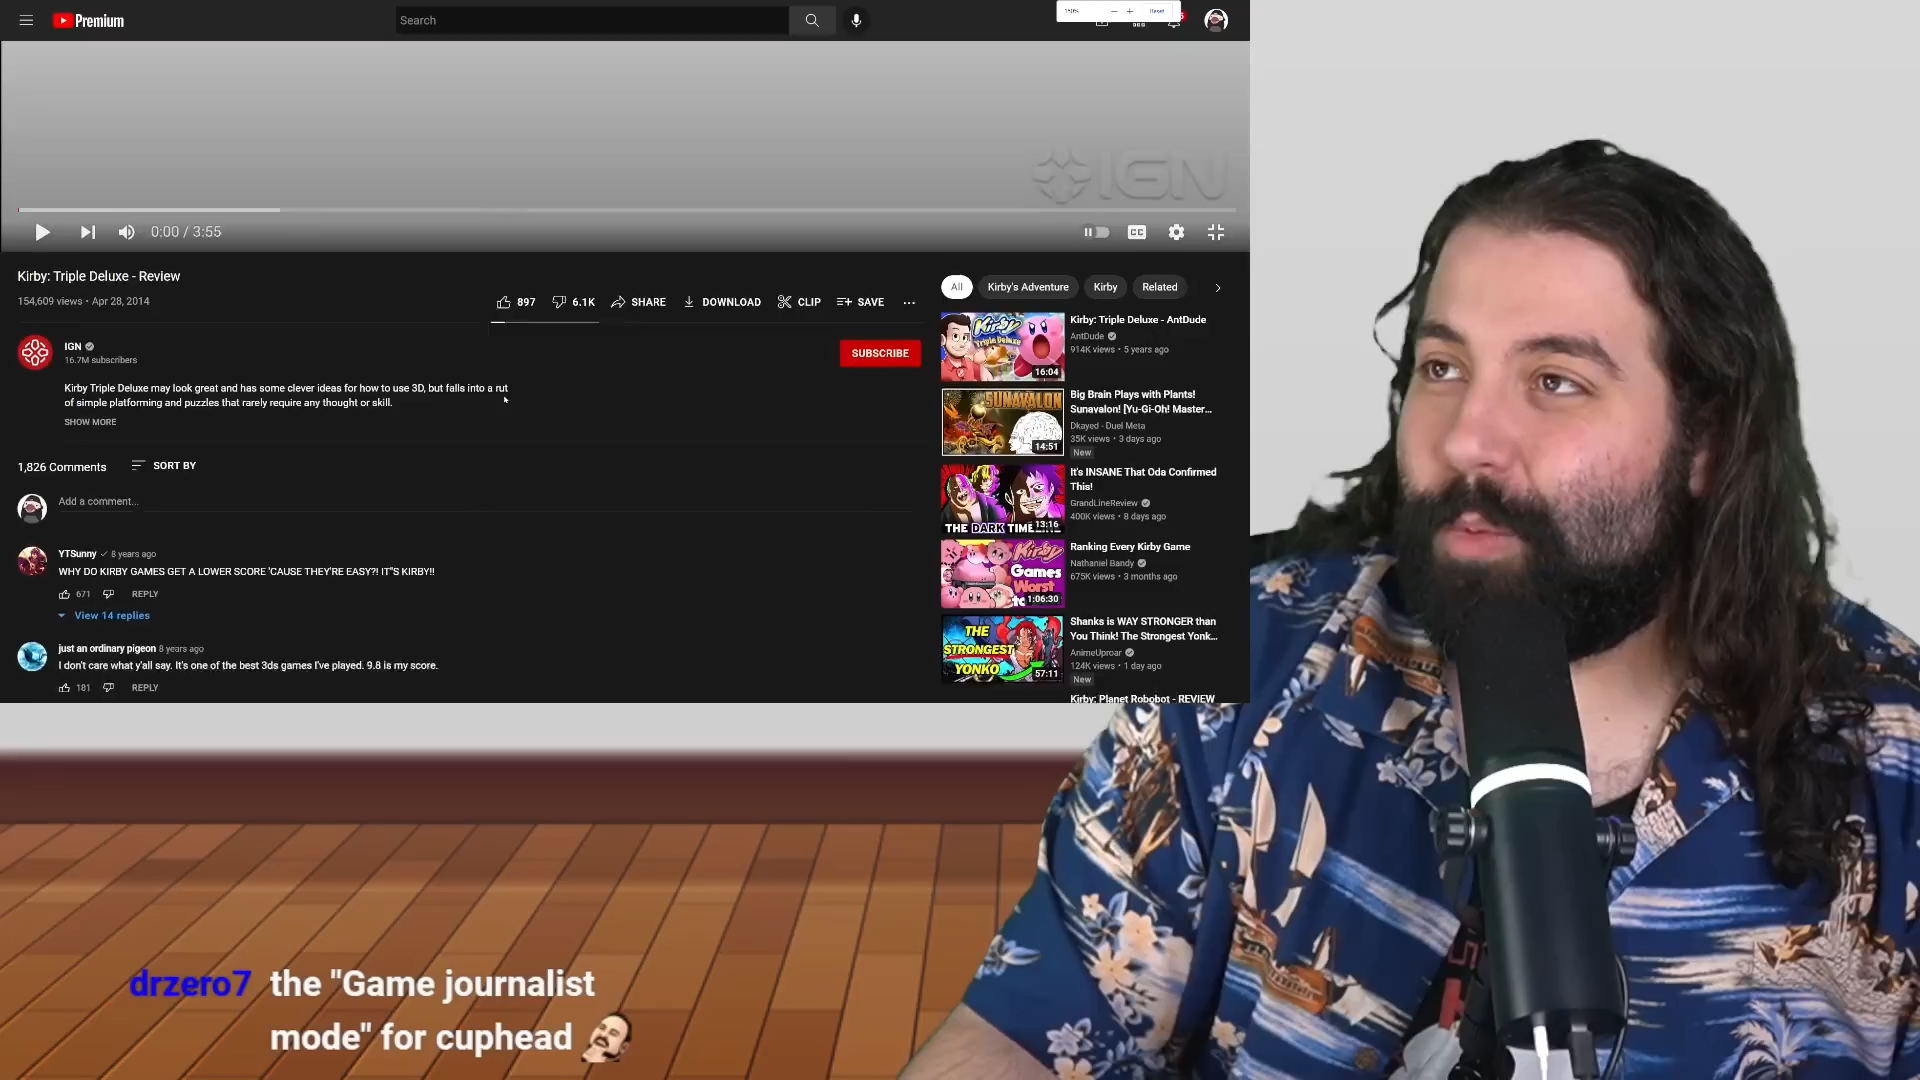 Premium
Search
150%
Reset
IGN
0:00 / 3:55
CC
Kirby: Triple Deluxe - Review
154,609 views • Apr 28, 2014
897
6.1K
SHARE
DOWNLOAD
CLIP
SAVE
IGN
16.7M subscribers
SUBSCRIBE
Kirby Triple Deluxe may look great and has some clever ideas for how to use 3D, but falls into a rut
of simple platforming and puzzles that rarely require any thought or skill.
SHOW MORE
1,826 Comments
SORT BY
Add a comment...
YTSunny 8 years ago
WHY DO KIRBY GAMES GET A LOWER SCORE 'CAUSE THEY'RE EASY?! IT"S KIRBY!!
671
REPLY
View 14 replies
just an ordinary pigeon 8 years ago
I don't care what y'all say. It's one of the best 3ds games I've played. 9.8 is my score.
181
REPLY
All
Kirby's Adventure
Kirby
Related
Kirby
Triple Deluxe
16:04
Kirby: Triple Deluxe - AntDude
AntDude
914K views • 5 years ago
SUNAVALON
14:51
Big Brain Plays with Plants!
Sunavalon! [Yu-Gi-Oh! Master...
Dkayed - Duel Meta
35K views • 3 days ago
New
THE DARK TIME
13:16
It's INSANE That Oda Confirmed
This!
GrandLineReview
400K views • 8 days ago
Kirby
Games
Worst
1:06:30
Ranking Every Kirby Game
Nathaniel Bandy
675K views • 3 months ago
THE
STRONGEST
YONKO
57:11
Shanks is WAY STRONGER than
You Think! The Strongest Yonk...
AnimeUproar
124K views • 1 day ago
New
Kirby: Planet Robobot - REVIEW
drzero7 the "Game journalist
mode" for cuphead